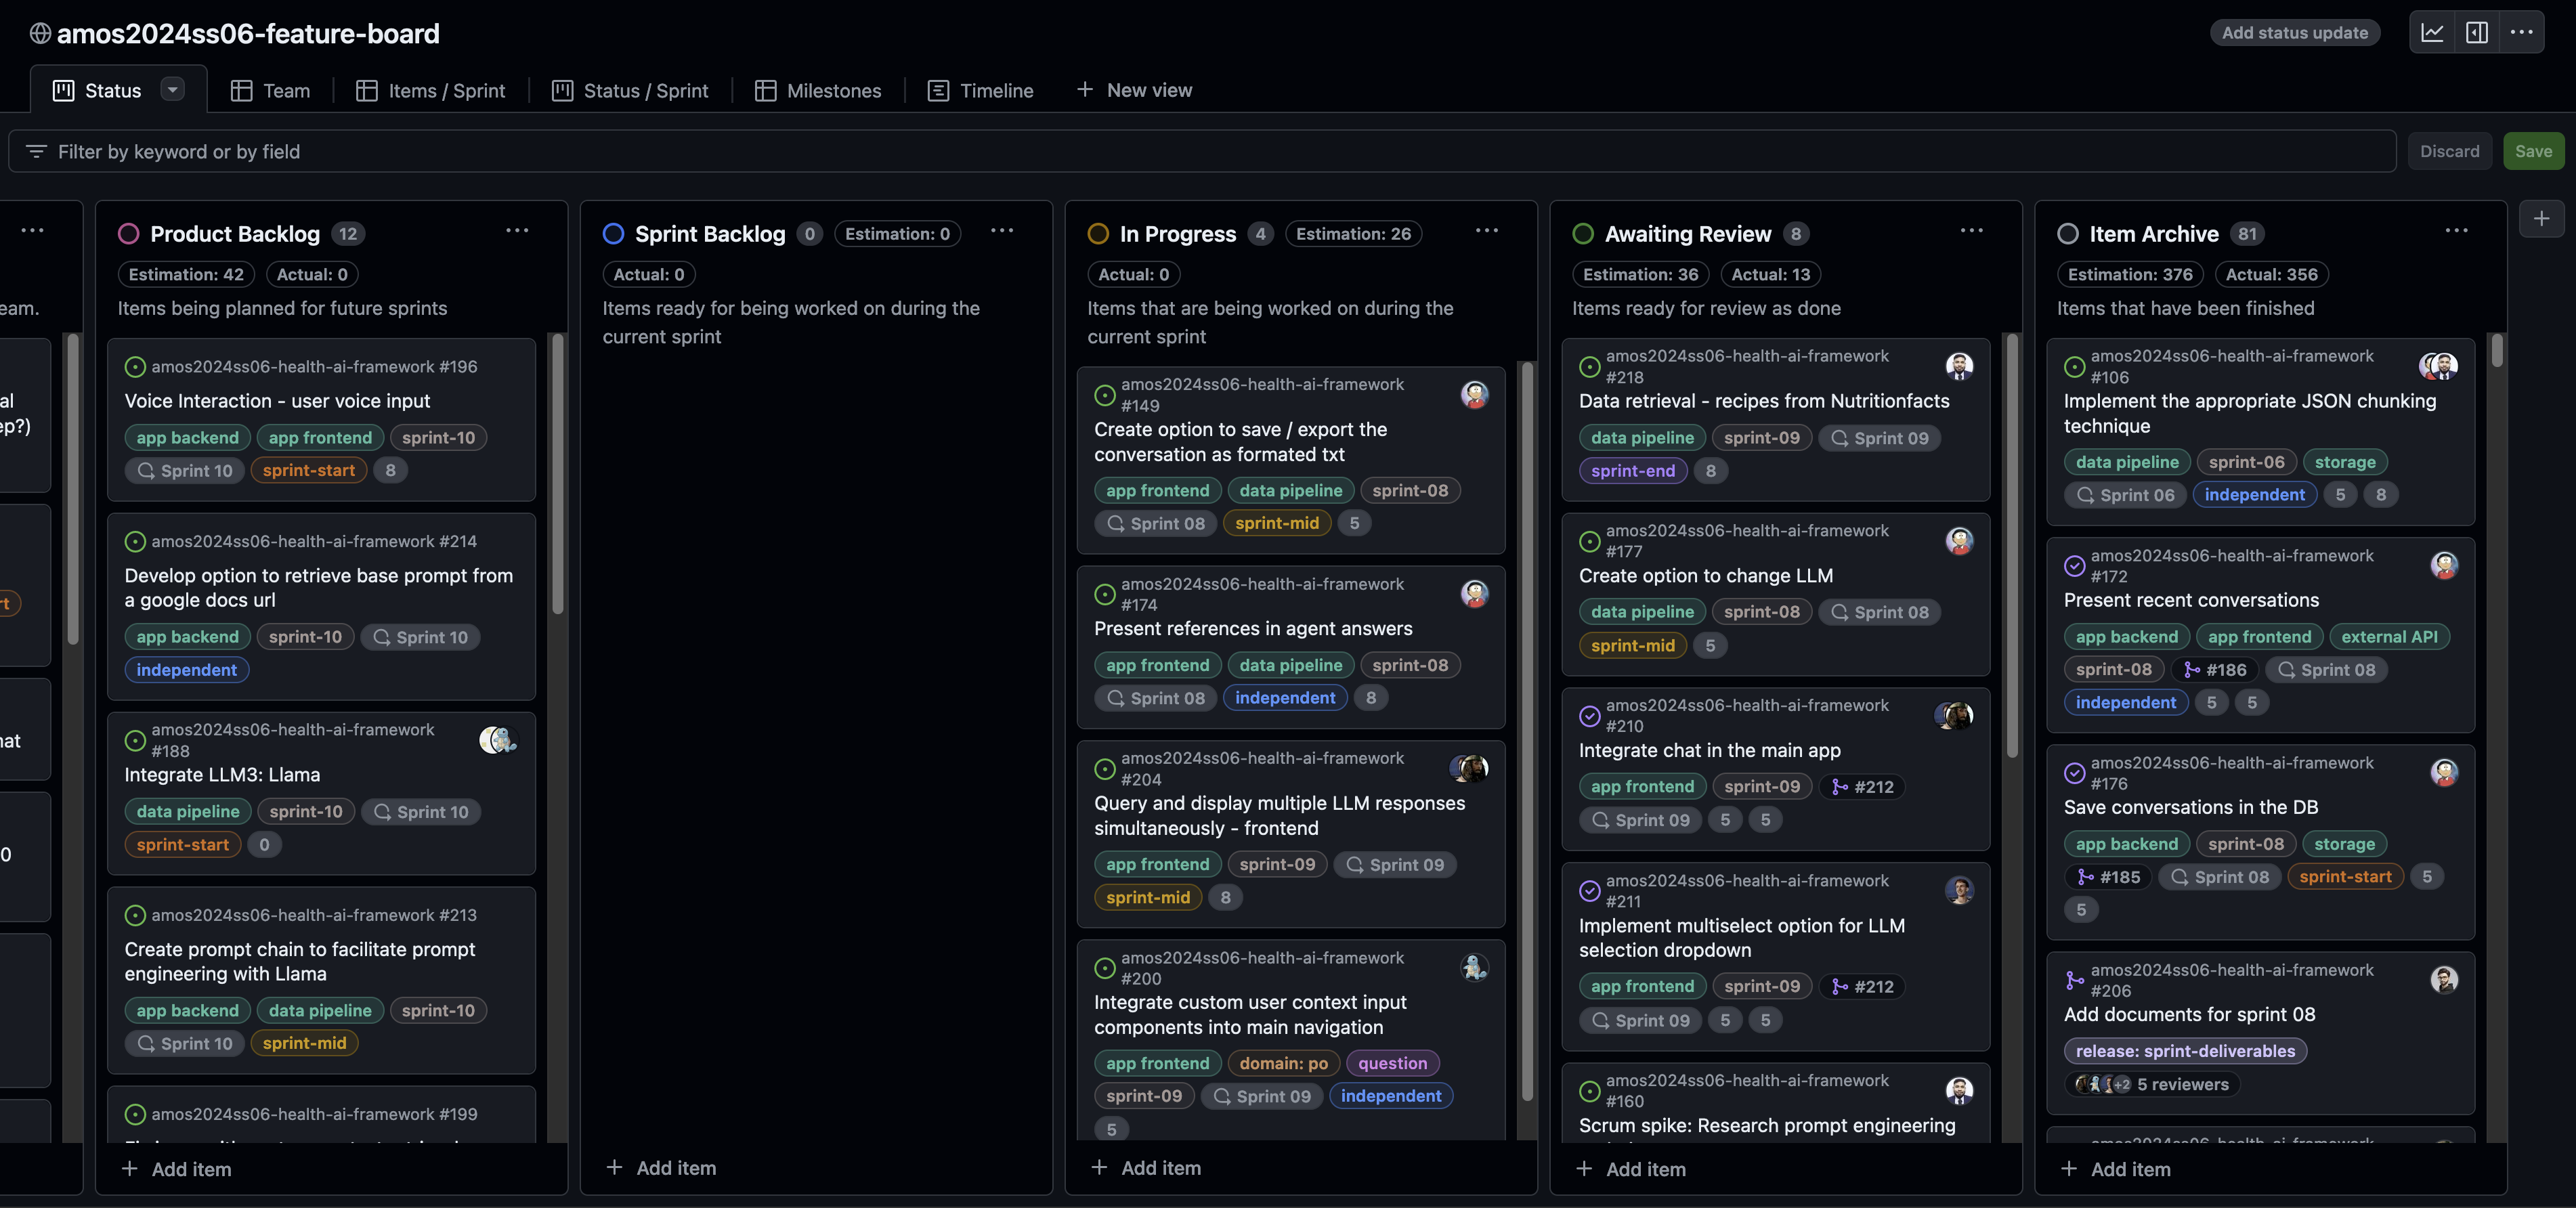 amos2024ss06-feature-board
Add status update
Status
Team
Items / Sprint
Status / Sprint
Milestones
Timeline
New view
Filter by keyword or by field
Discard
Save
eam.
al
ep?)
rt
nat
0
Product Backlog 12
Estimation: 42 Actual: 0
Items being planned for future sprints
amos2024ss06-health-ai-framework #196
Voice Interaction - user voice input
app backend app frontend sprint-10
Sprint 10 sprint-start 8
amos2024ss06-health-ai-framework #214
Develop option to retrieve base prompt from
a google docs url
app backend sprint-10 Sprint 10
independent
amos2024ss06-health-ai-framework
#188
Integrate LLM3: Llama
data pipeline sprint-10 Sprint 10
sprint-start 0
amos2024ss06-health-ai-framework #213
Create prompt chain to facilitate prompt
engineering with Llama
app backend data pipeline sprint-10
Sprint 10 sprint-mid
amos2024ss06-health-ai-framework #199
Add item
Sprint Backlog 0 Estimation: 0
Actual: 0
Items ready for being worked on during the
current sprint
Add item
In Progress 4 Estimation: 26
Actual: 0
Items that are being worked on during the
current sprint
amos2024ss06-health-ai-framework
#149
Create option to save / export the
conversation as formated txt
app frontend data pipeline sprint-08
Sprint 08 sprint-mid 5
amos2024ss06-health-ai-framework
#174
Present references in agent answers
app frontend data pipeline sprint-08
Sprint 08 independent 8
amos2024ss06-health-ai-framework
#204
Query and display multiple LLM responses
simultaneously - frontend
app frontend sprint-09 Sprint 09
sprint-mid 8
amos2024ss06-health-ai-framework
#200
Integrate custom user context input
components into main navigation
app frontend domain: po question
sprint-09 Sprint 09 independent
5
Add item
Awaiting Review 8
Estimation: 36 Actual: 13
Items ready for review as done
amos2024ss06-health-ai-framework
#218
Data retrieval - recipes from Nutritionfacts
data pipeline sprint-09 Sprint 09
sprint-end 8
amos2024ss06-health-ai-framework
#177
Create option to change LLM
data pipeline sprint-08 Sprint 08
sprint-mid 5
amos2024ss06-health-ai-framework
#210
Integrate chat in the main app
app frontend sprint-09 #212
Sprint 09 5 5
amos2024ss06-health-ai-framework
#211
Implement multiselect option for LLM
selection dropdown
app frontend sprint-09 #212
Sprint 09 5 5
amos2024ss06-health-ai-framework
#160
Scrum spike: Research prompt engineering
Add item
Item Archive 81
Estimation: 376 Actual: 356
Items that have been finished
amos2024ss06-health-ai-framework
#106
Implement the appropriate JSON chunking
technique
data pipeline sprint-06 storage
Sprint 06 independent 5 8
amos2024ss06-health-ai-framework
#172
Present recent conversations
app backend app frontend external API
sprint-08 #186 Sprint 08
independent 5 5
amos2024ss06-health-ai-framework
#176
Save conversations in the DB
app backend sprint-08 storage
#185 Sprint 08 sprint-start 5
5
amos2024ss06-health-ai-framework
#206
Add documents for sprint 08
release: sprint-deliverables
+2 5 reviewers
amos2024ss06-health-ai-framework
Add item